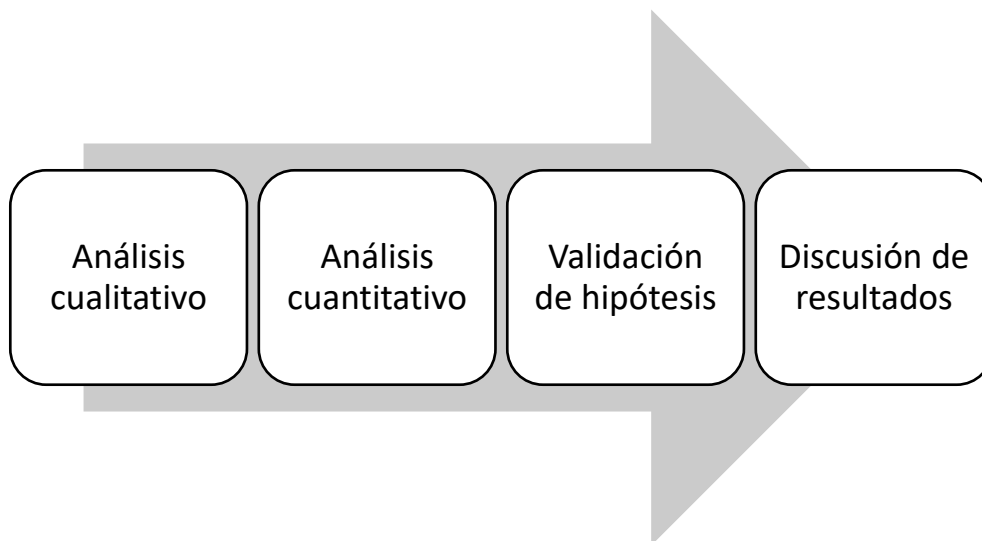 Análisis
cualitativo
Análisis
cuantitativo
Validación
de hipótesis
Discusión de
resultados